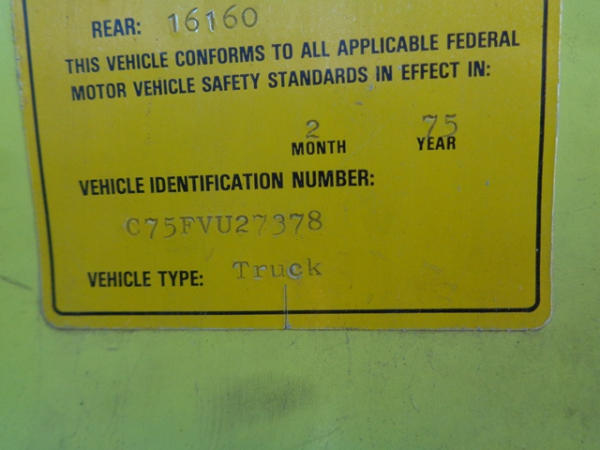 REAR: 16160
THIS VEHICLE CONFORMS TO ALL APPLICABLE FEDERAL
MOTOR VEHICLE SAFETY STANDARDS IN EFFECT IN:
2 75
MONTH YEAR
VEHICLE IDENTIFICATION NUMBER:
C75FVU27378
VEHICLE TYPE: Truck